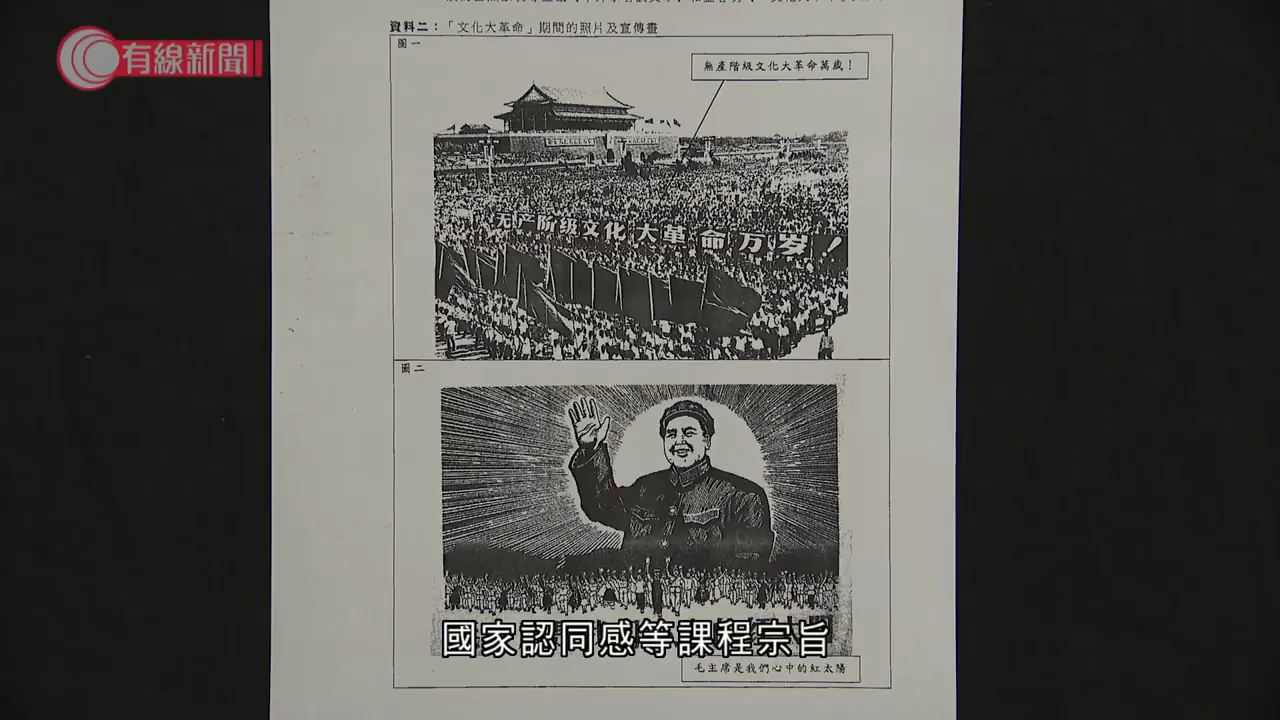 有線新聞
資料二：「文化大革命」期間的照片及宣傳畫
圖一
無產階級文化大革命萬歲！
无产阶级文化大革命万岁！
圖二
國家認同感等課程宗旨
毛主席是我們心中的紅太陽